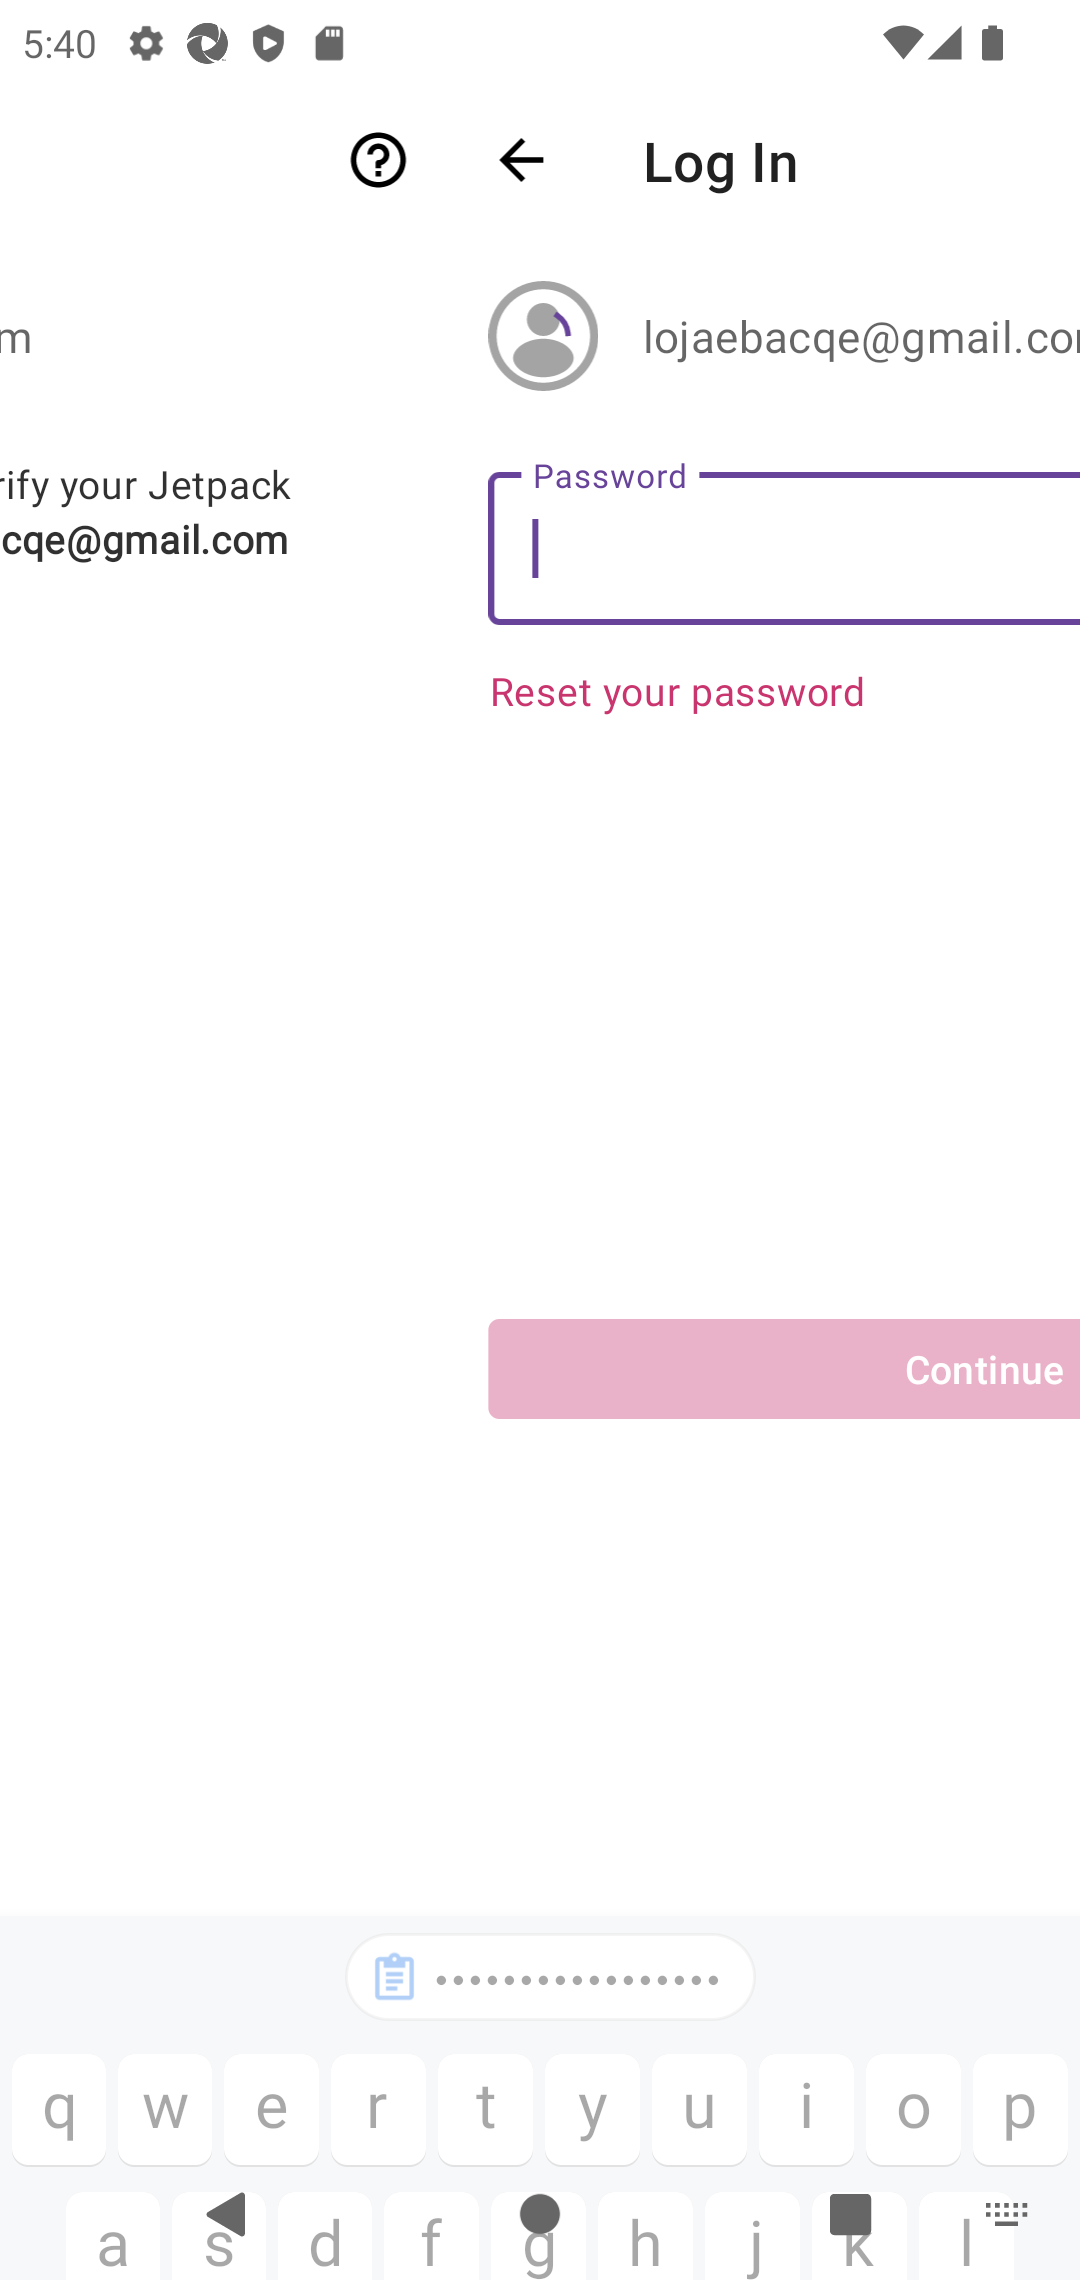 5:40
Log In
m
lojaebacqe@gmail.co
rify your Jetpack
cqe@gmail.com
Password
Reset your password
Continue
•••••••••••••••••
q w e r t y u i o p
a s d f g h j k l